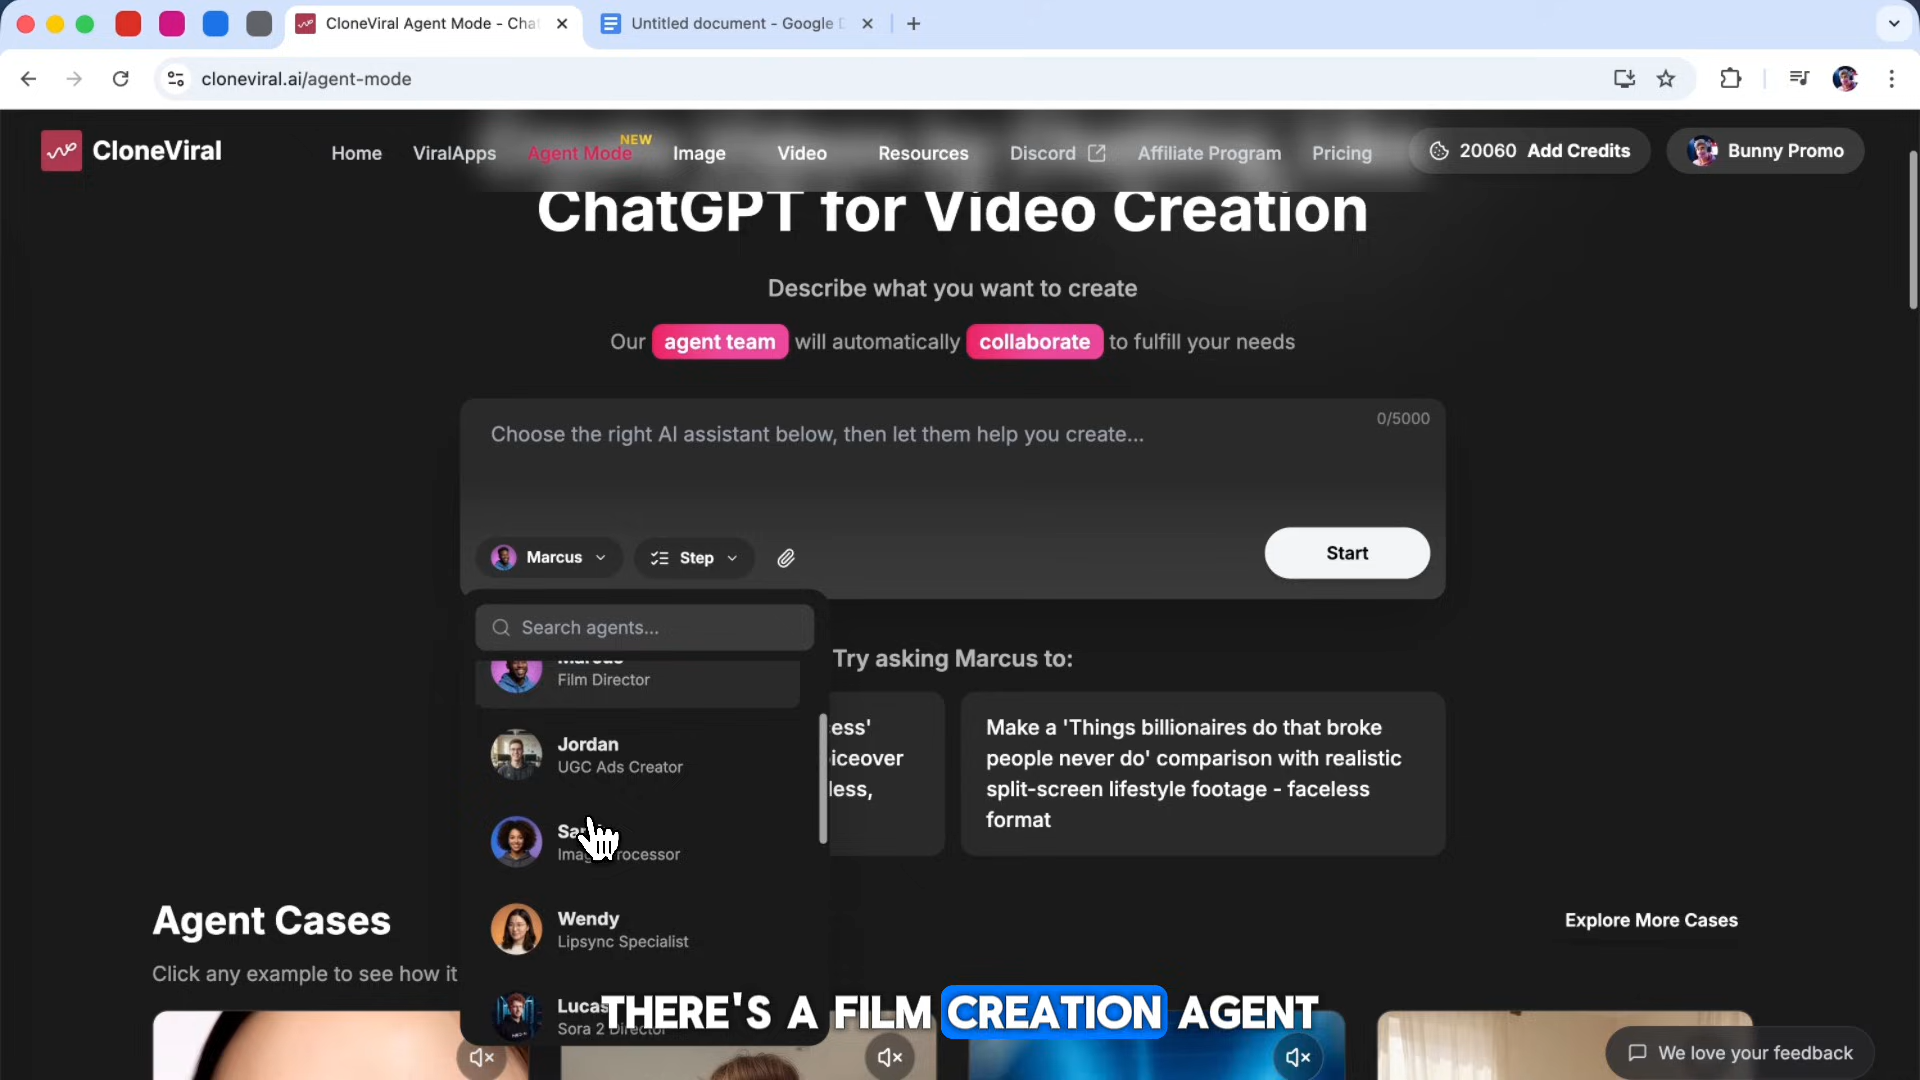 CloneViral Agent Mode - Chat
Untitled document - Google D
cloneviral.ai/agent-mode
CloneViral
Home
ViralApps
Agent Mode
NEW
Image
Video
Resources
Discord
Affiliate Program
Pricing
20060 Add Credits
Bunny Promo
ChatGPT for Video Creation
Describe what you want to create
Our agent team will automatically collaborate to fulfill your needs
0/5000
Choose the right AI assistant below, then let them help you create...
Marcus
Step
Start
Search agents...
Marcus
Film Director
Jordan
UGC Ads Creator
Wendy
Lipsync Specialist
Lucas
Sora 2 Director
Try asking Marcus to:
Make a 'Things billionaires do that broke
people never do' comparison with realistic
split-screen lifestyle footage - faceless
format
Agent Cases
Explore More Cases
Click any example to see how it
THERE'S A FILM CREATION AGENT
We love your feedback